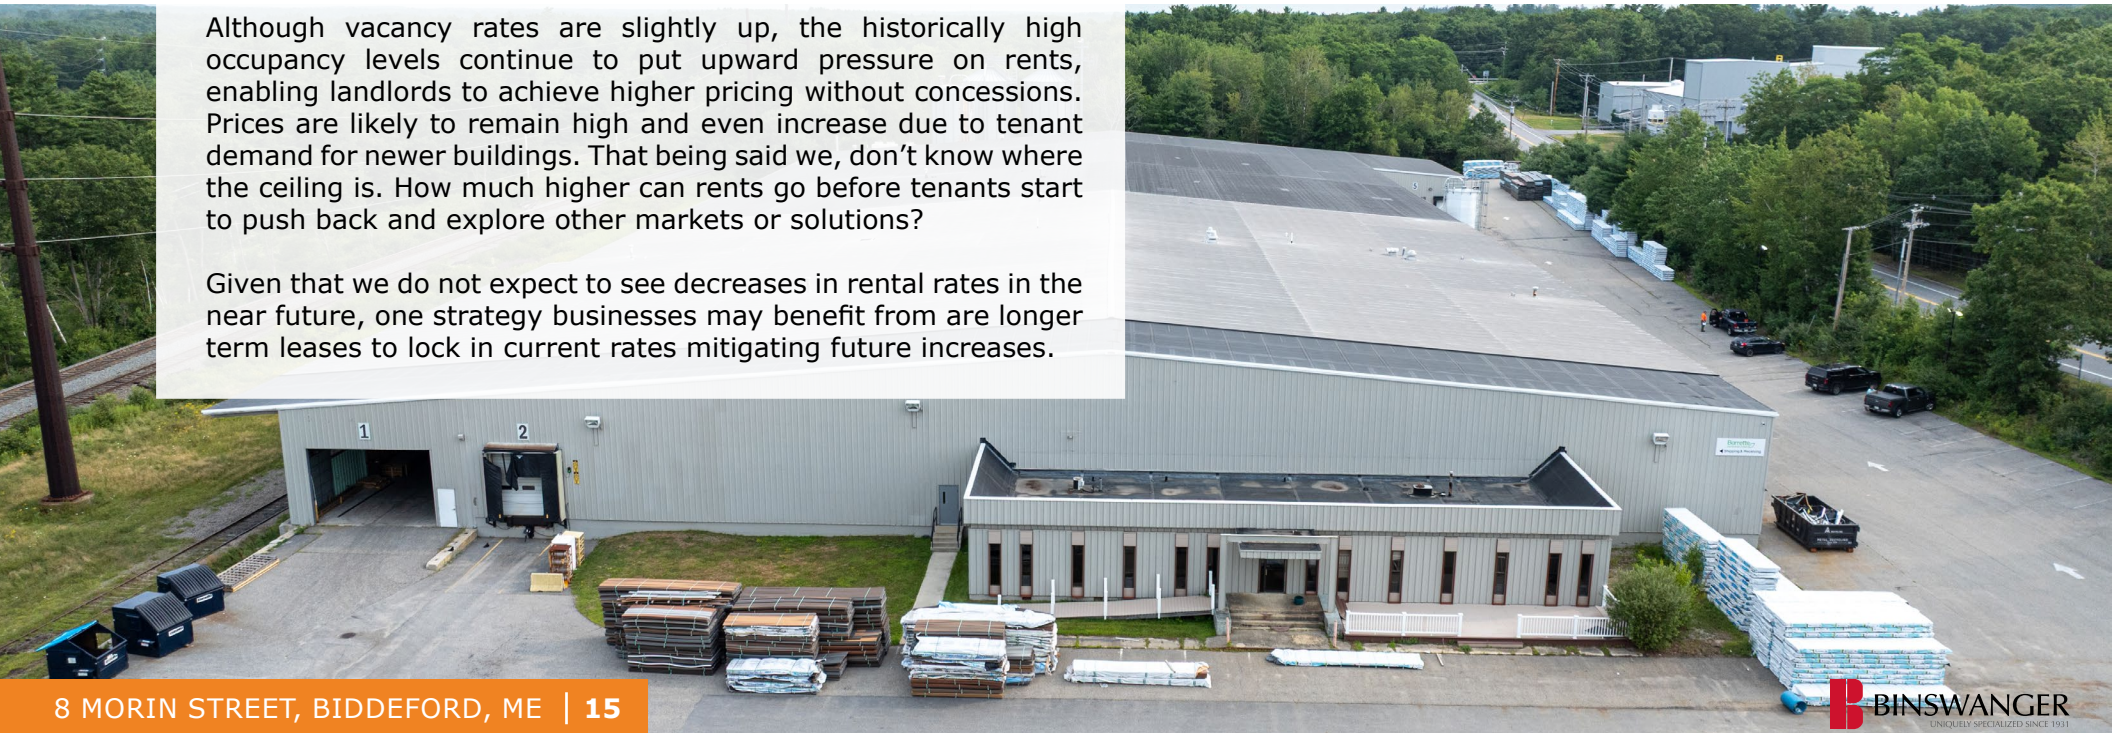 Although vacancy rates are slightly up, the historically high
occupancy levels continue to put upward pressure on rents,
enabling landlords to achieve higher pricing without concessions.
Prices are likely to remain high and even increase due to tenant
demand for newer buildings. That being said we, don’t know where
the ceiling is. How much higher can rents go before tenants start
to push back and explore other markets or solutions?
Given that we do not expect to see decreases in rental rates in the
near future, one strategy businesses may benefit from are longer
term leases to lock in current rates mitigating future increases.
1
2
8 MORIN STREET, BIDDEFORD, ME | 15
BINSWANGER
UNIQUELY SPECIALIZED SINCE 1931